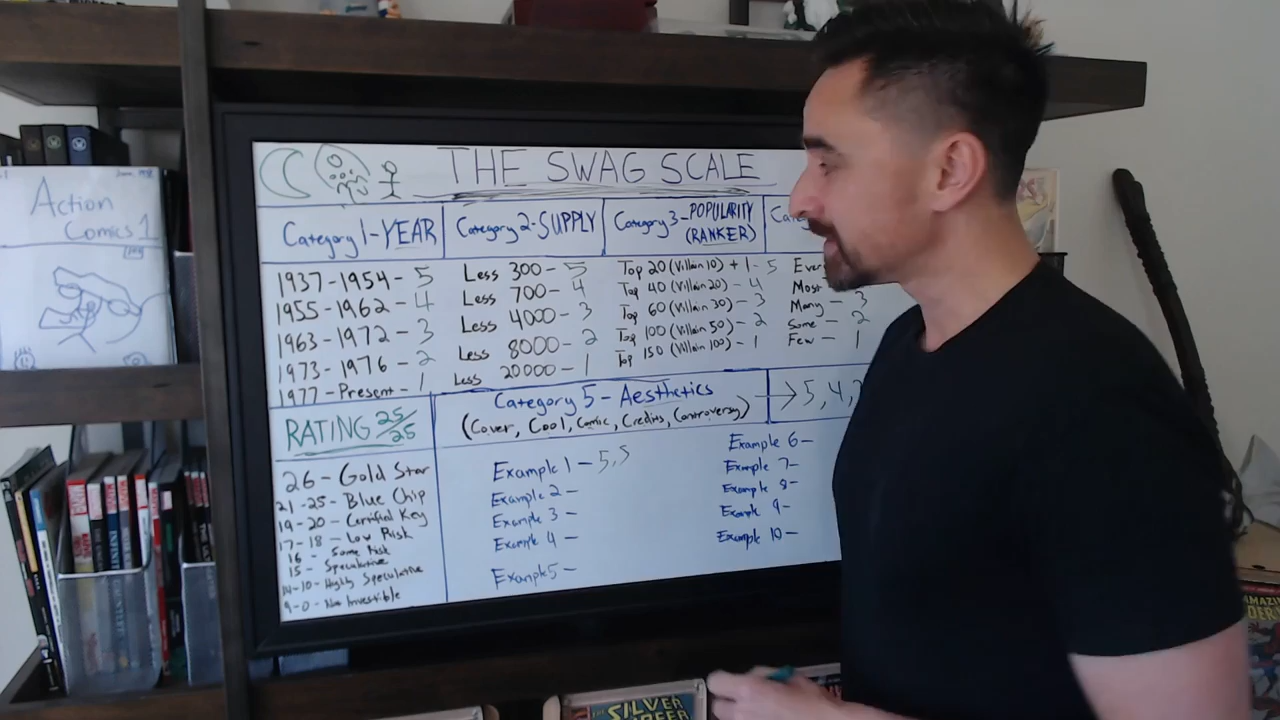 THE SWAG SCALE
Action
Comics 1
Category 1-YEAR
1937-1954-5
1955-1962-4
1963-1972-3
1973-1976-2
1977-Present-1
Category 2-SUPPLY
Less 300-5
Less 700-4
Less 4000-3
Less 8000-2
Less 20000-1
Category 3-POPULARITY
(RANKER)
Top 20 (Villain 10) + 1-5
Top 40 (Villain 20)-4
Top 60 (Villain 30)-3
Top 100 (Villain 50)-2
Top 150 (Villain 100)-1
Most
Many-3
Some-2
Few-1
RATING 25/25
26-Gold Star
21-25-Blue Chip
19-20-Certified Key
17-18-Low Risk
16-Some Risk
15-Speculative
14-10-Highly Speculative
9-0-Not Investible
Category 5-Aesthetics
(Cover, Cool, Comic, Credits, Controversy)
→5,4,
Example 1-5,5
Example 2-
Example 3-
Example 4-
Example 5-
Example 6-
Example 7-
Example 8-
Example 9-
Example 10-
THE SILVER